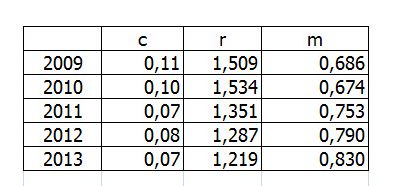 c r m
2009 0,11 1,509 0,686
2010 0,10 1,534 0,674
2011 0,07 1,351 0,753
2012 0,08 1,287 0,790
2013 0,07 1,219 0,830